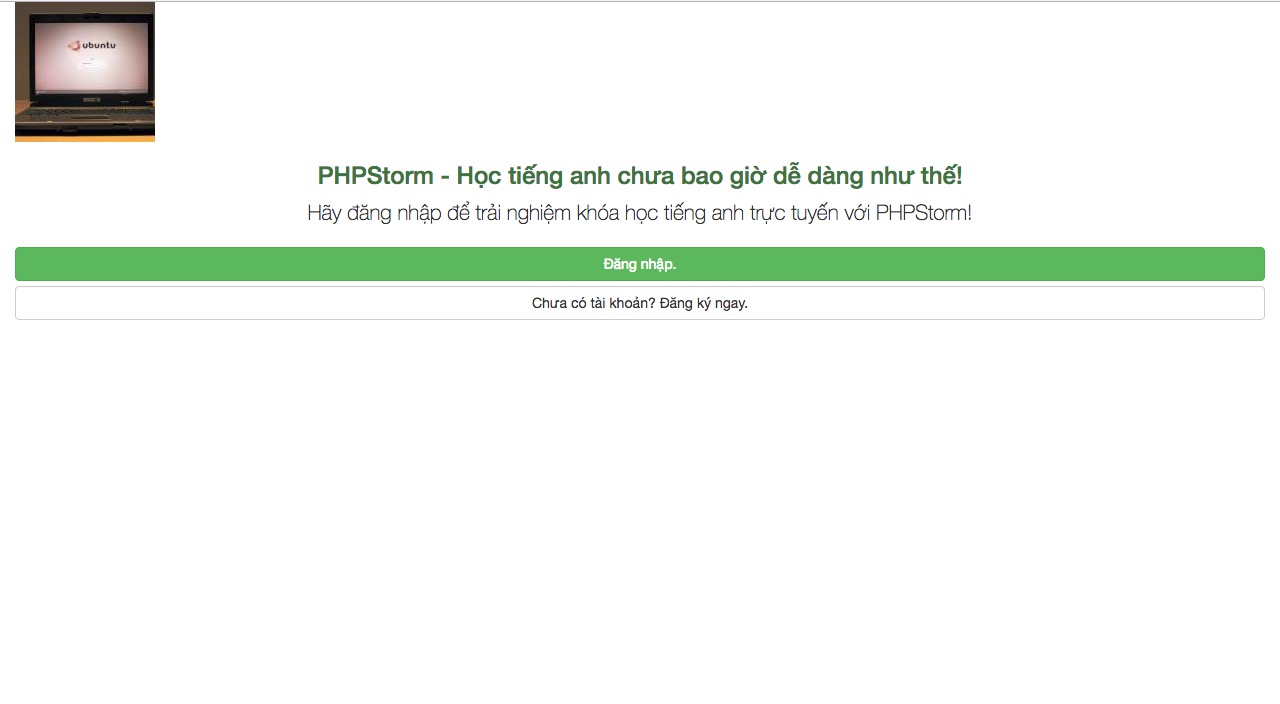 ubuntu
PHPStorm - Học tiếng anh chưa bao giờ dễ dàng như thế!
Hãy đăng nhập để trải nghiệm khóa học tiếng anh trực tuyến với PHPStorm!
Đăng nhập.
Chưa có tài khoản? Đăng ký ngay.